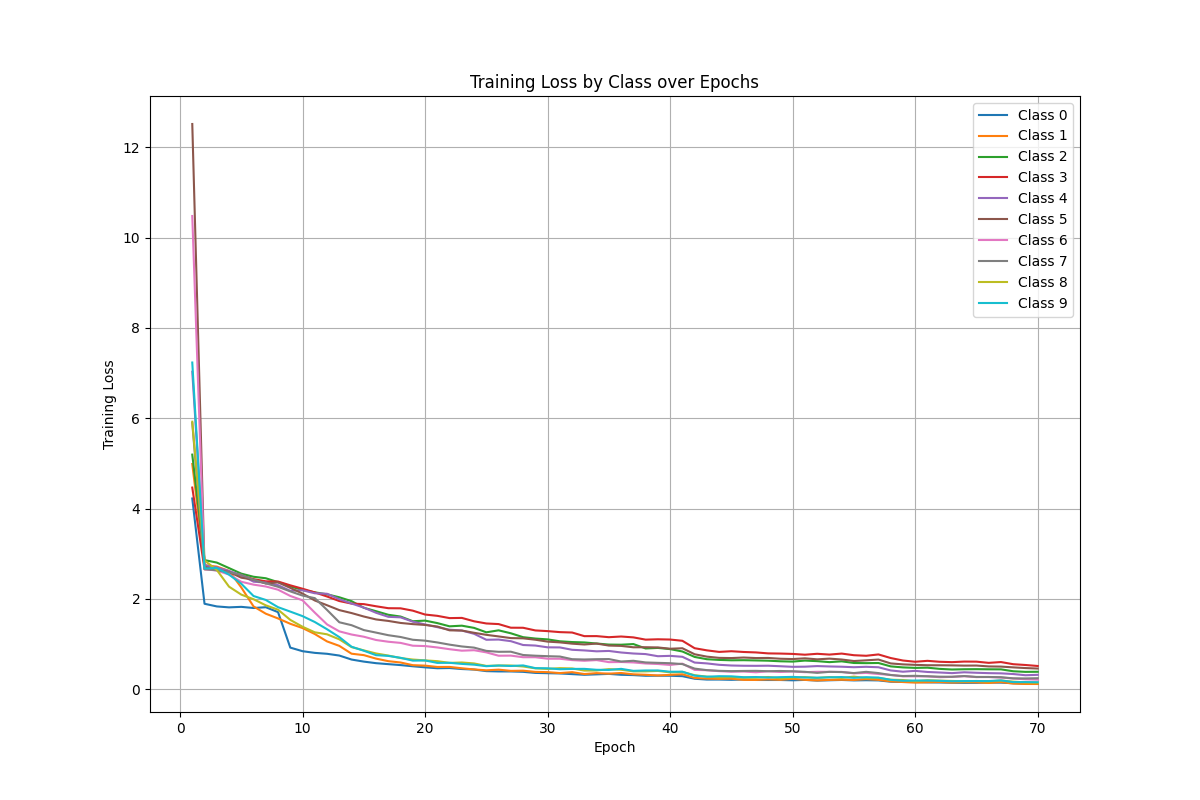 Training Loss by Class over Epochs
Training Loss
12
10
8
6
4
2
0
0 10 20 30 40 50 60 70
Epoch
Class 0
Class 1
Class 2
Class 3
Class 4
Class 5
Class 6
Class 7
Class 8
Class 9